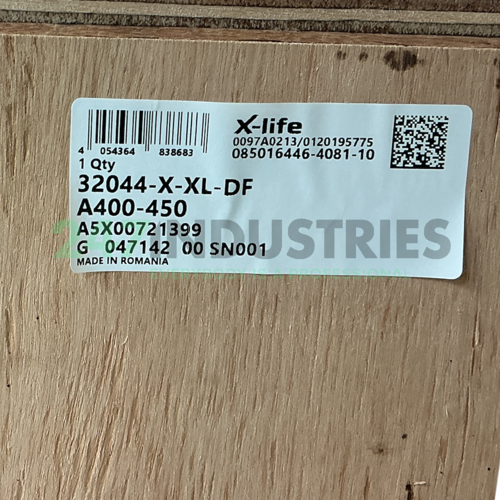 X-life
0097A0213/0120195775
085016446-4081-10
4 054364 838683
1 Qty
32044-X-XL-DF
A400-450
A5X00721399
G 047142 00 SN001
MADE IN ROMANIA
INDUSTRIES